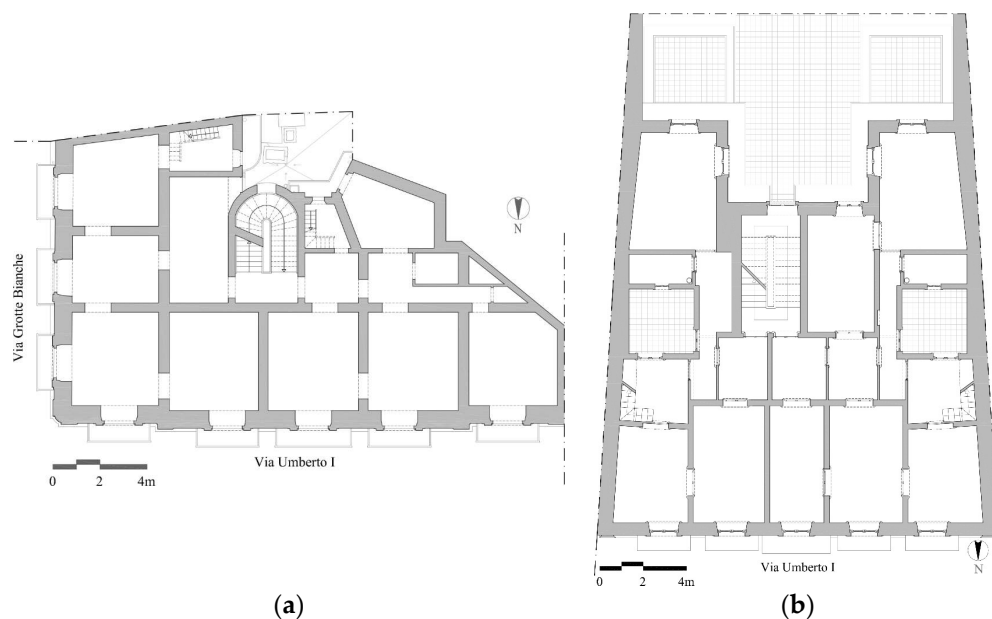 N
Via Grotte Bianche
Via Umberto I
0 2 4m
(a)
Via Umberto I
N
0 2 4m
(b)